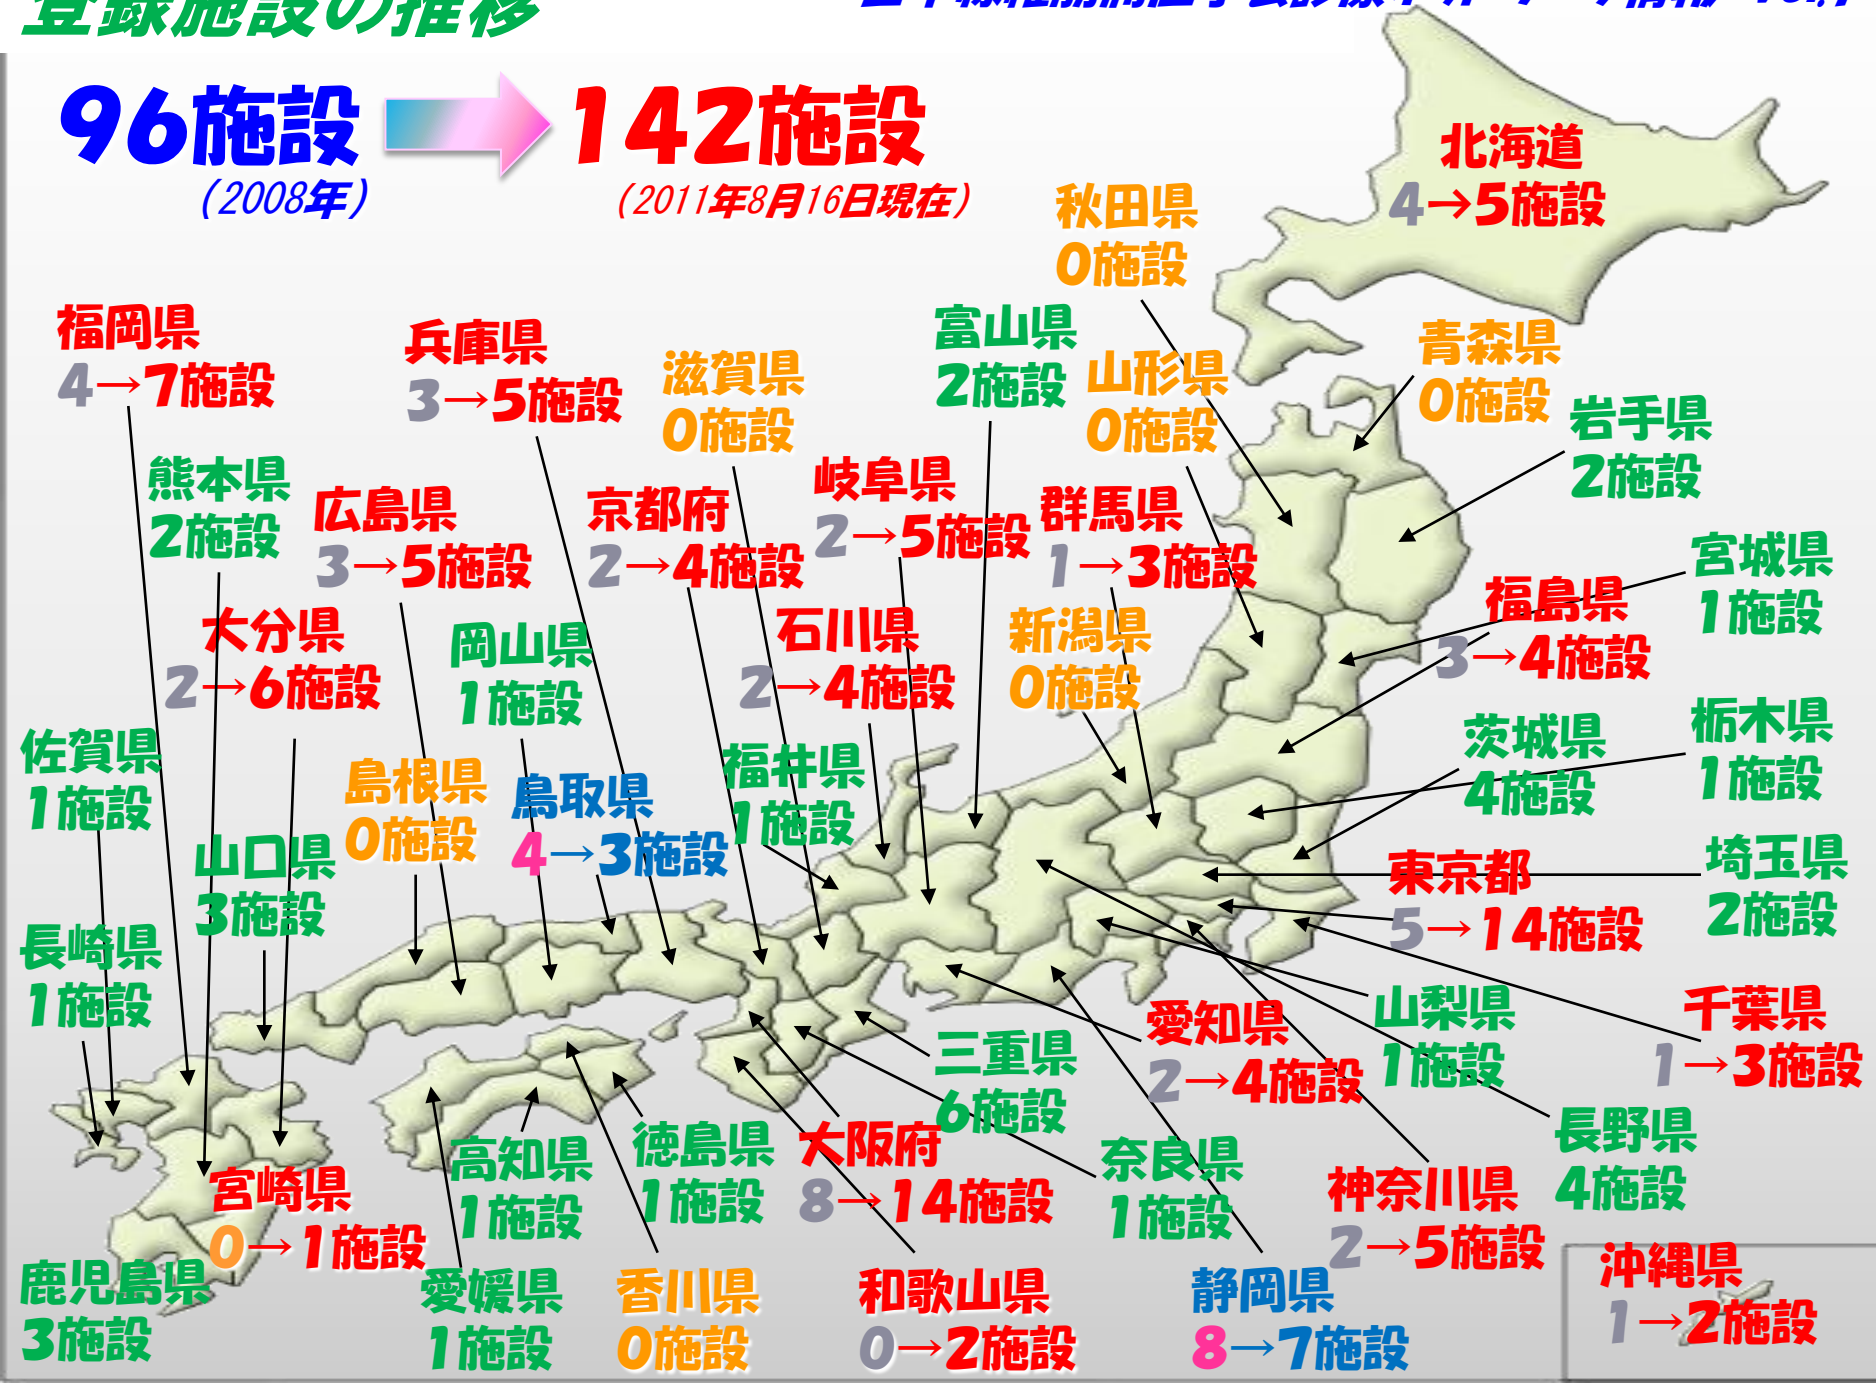 登録施設の推移
96施設
142施設
(2008年)
(2011年8月16日現在)
北海道
4→5施設
秋田県
0施設
福岡県
4→7施設
兵庫県
3→5施設
滋賀県
0施設
富山県
2施設
山形県
0施設
青森県
0施設
岩手県
2施設
熊本県
2施設
広島県
3→5施設
京都府
2→4施設
岐阜県
2→5施設
群馬県
1→3施設
宮城県
1施設
大分県
2→6施設
岡山県
1施設
石川県
2→4施設
新潟県
0施設
福島県
3→4施設
佐賀県
1施設
島根県
0施設
鳥取県
4→3施設
福井県
1施設
茨城県
4施設
栃木県
1施設
山口県
3施設
東京都
5→14施設
埼玉県
2施設
長崎県
1施設
三重県
6施設
愛知県
2→4施設
山梨県
1施設
千葉県
1→3施設
宮崎県
0→1施設
高知県
1施設
徳島県
1施設
大阪府
8→14施設
奈良県
1施設
神奈川県
2→5施設
長野県
4施設
鹿児島県
3施設
愛媛県
1施設
香川県
0施設
和歌山県
0→2施設
静岡県
8→7施設
沖縄県
1→2施設